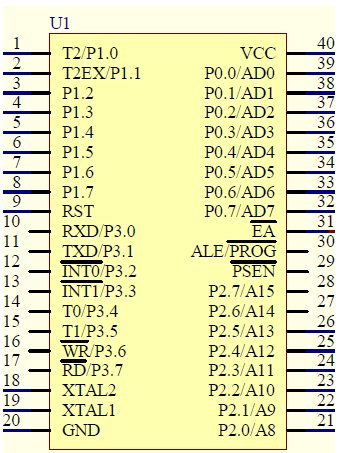 U1
1 T2/P1.0 VCC 40
2 T2EX/P1.1 P0.0/AD0 39
3 P1.2 P0.1/AD1 38
4 P1.3 P0.2/AD2 37
5 P1.4 P0.3/AD3 36
6 P1.5 P0.4/AD4 35
7 P1.6 P0.5/AD5 34
8 P1.7 P0.6/AD6 33
9 RST P0.7/AD7 32
10 RXD/P3.0 EA 31
11 TXD/P3.1 ALE/PROG 30
12 INT0/P3.2 PSEN 29
13 INT1/P3.3 P2.7/A15 28
14 T0/P3.4 P2.6/A14 27
15 T1/P3.5 P2.5/A13 26
16 WR/P3.6 P2.4/A12 25
17 RD/P3.7 P2.3/A11 24
18 XTAL2 P2.2/A10 23
19 XTAL1 P2.1/A9 22
20 GND P2.0/A8 21